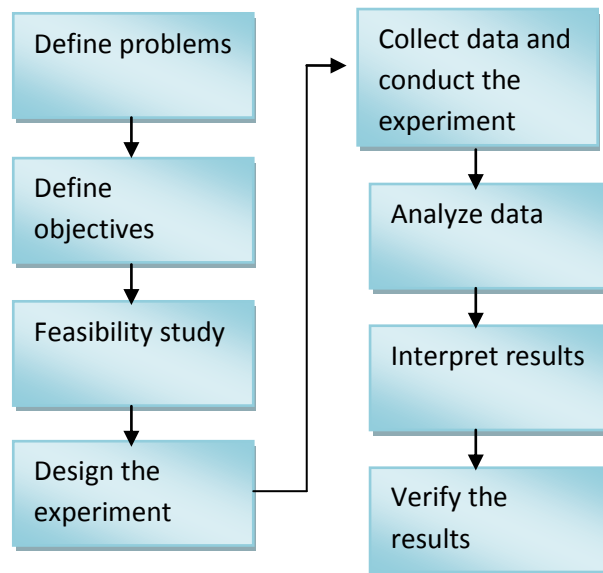 Define problems
Define
objectives
Feasibility study
Design the
experiment
Collect data and
conduct the
experiment
Analyze data
Interpret results
Verify the
results